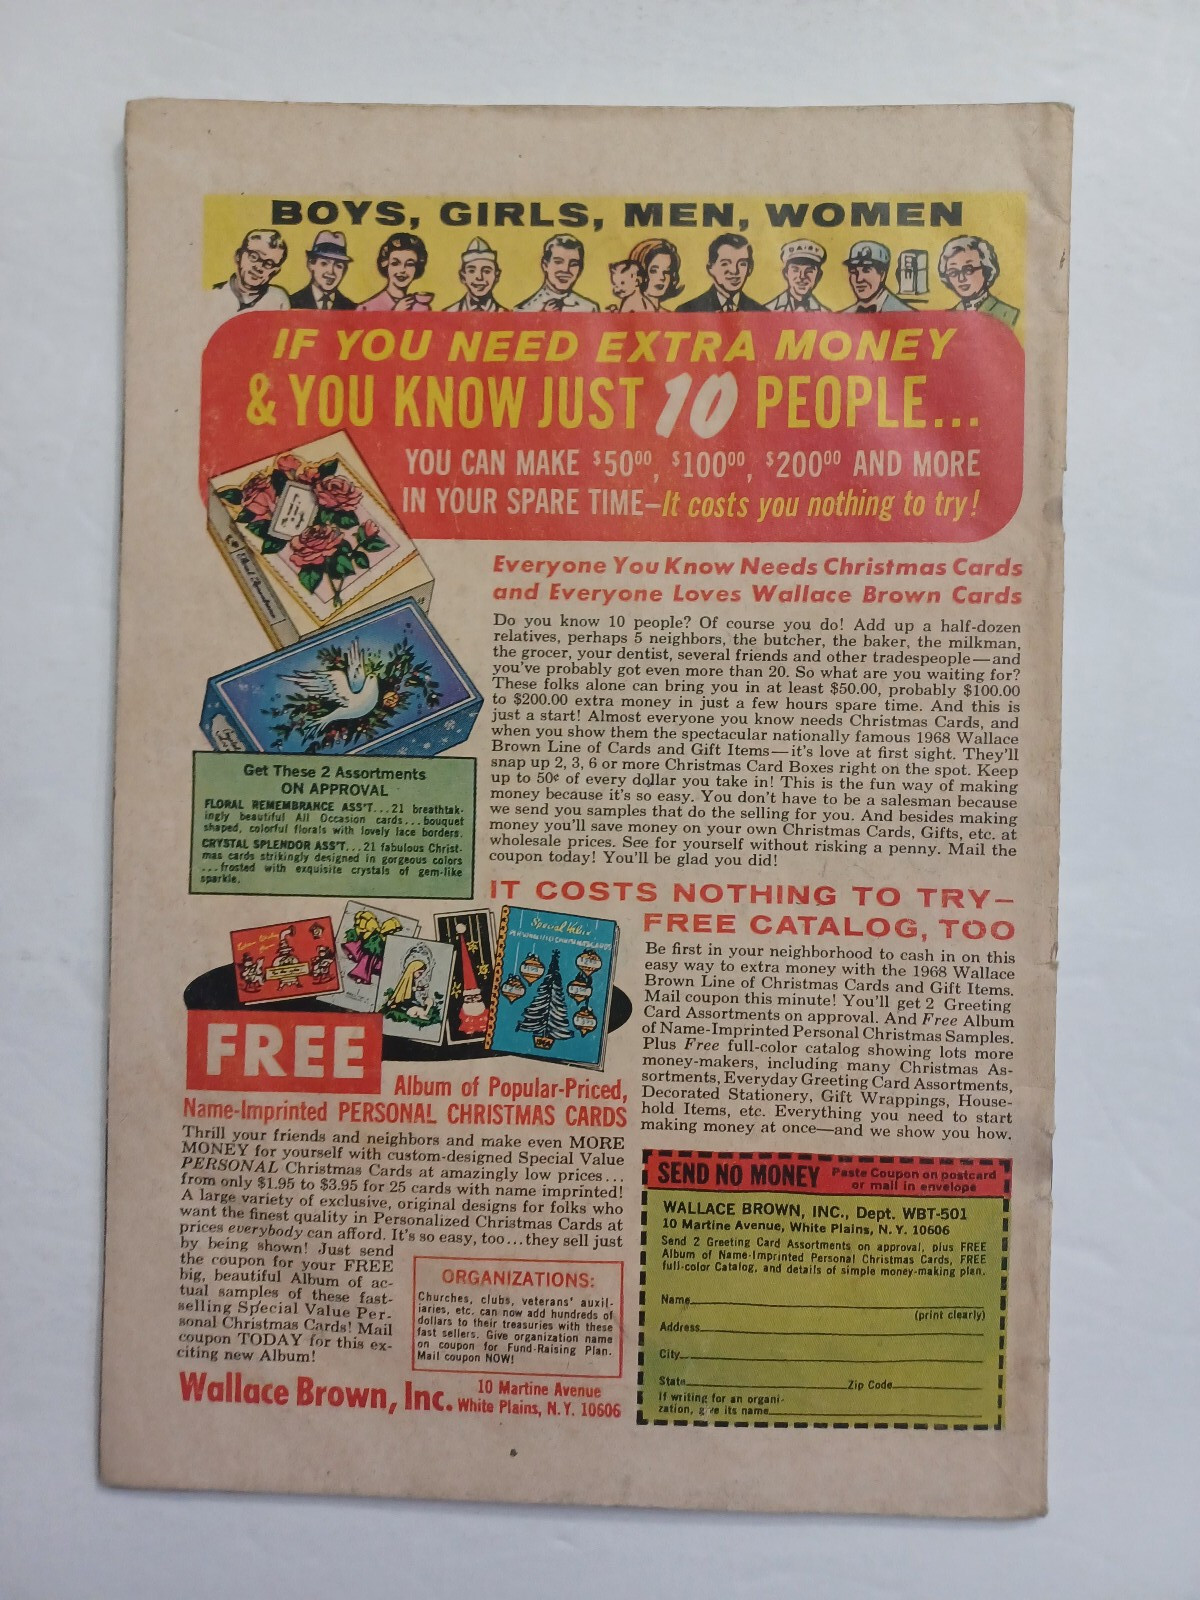 BOYS, GIRLS, MEN, WOMEN
DAIRY
IF YOU NEED EXTRA MONEY
& YOU KNOW JUST 10 PEOPLE...
YOU CAN MAKE $50⁰⁰, $100⁰⁰, $200⁰⁰ AND MORE
IN YOUR SPARE TIME—It costs you nothing to try!
Everyone You Know Needs Christmas Cards
and Everyone Loves Wallace Brown Cards
Do you know 10 people? Of course you do! Add up a half-dozen
relatives, perhaps 5 neighbors, the butcher, the baker, the milkman,
the grocer, your dentist, several friends and other tradespeople—and
you've probably got even more than 20. So what are you waiting for?
These folks alone can bring you in at least $50.00, probably $100.00
to $200.00 extra money in just a few hours spare time. And this is
just a start! Almost everyone you know needs Christmas Cards, and
when you show them the spectacular nationally famous 1968 Wallace
Brown Line of Cards and Gift Items—it's love at first sight. They'll
snap up 2, 3, 6 or more Christmas Card Boxes right on the spot. Keep
up to 50¢ of every dollar you take in! This is the fun way of making
money because it's so easy. You don't have to be a salesman because
we send you samples that do the selling for you. And besides making
money you'll save money on your own Christmas Cards, Gifts, etc. at
wholesale prices. See for yourself without risking a penny. Mail the
coupon today! You'll be glad you did!
Get These 2 Assortments
ON APPROVAL
FLORAL REMEMBRANCE ASS'T...21 breathtak-
ingly beautiful All Occasion cards...bouquet
shaped, colorful florals with lovely lace borders.
CRYSTAL SPLENDOR ASS'T...21 fabulous Christ-
mas cards strikingly designed in gorgeous colors
...frosted with exquisite crystals of gem-like
sparkle.
IT COSTS NOTHING TO TRY—
FREE CATALOG, TOO
Be first in your neighborhood to cash in on this
easy way to extra money with the 1968 Wallace
Brown Line of Christmas Cards and Gift Items.
Mail coupon this minute! You'll get 2 Greeting
Card Assortments on approval. And Free Album
of Name-Imprinted Personal Christmas Samples.
Plus Free full-color catalog showing lots more
money-makers, including many Christmas As-
sortments, Everyday Greeting Card Assortments,
Decorated Stationery, Gift Wrappings, House-
hold Items, etc. Everything you need to start
making money at once—and we show you how.
Special Value
PERSONALIZED CHRISTMAS CARDS
FREE
Album of Popular-Priced,
Name-Imprinted PERSONAL CHRISTMAS CARDS
Thrill your friends and neighbors and make even MORE
MONEY for yourself with custom-designed Special Value
PERSONAL Christmas Cards at amazingly low prices...
from only $1.95 to $3.95 for 25 cards with name imprinted!
A large variety of exclusive, original designs for folks who
want the finest quality in Personalized Christmas Cards at
prices everybody can afford. It's so easy, too...they sell just
by being shown! Just send
the coupon for your FREE
big, beautiful Album of ac-
tual samples of these fast-
selling Special Value Per-
sonal Christmas Cards! Mail
coupon TODAY for this ex-
citing new Album!
ORGANIZATIONS:
Churches, clubs, veterans' auxil-
iaries, etc. can now add hundreds of
dollars to their treasuries with these
fast sellers. Give organization name
on coupon for Fund-Raising Plan.
Mail coupon NOW!
Wallace Brown, Inc. 10 Martine Avenue
White Plains, N.Y. 10606
SEND NO MONEY Paste Coupon on postcard
or mail in envelope
WALLACE BROWN, INC., Dept. WBT-501
10 Martine Avenue, White Plains, N. Y. 10606
Send 2 Greeting Card Assortments on approval, plus FREE
Album of Name-Imprinted Personal Christmas Cards, FREE
full-color Catalog, and details of simple money-making plan.
Name
(print clearly)
Address
City
State Zip Code
If writing for an organi-
zation, give its name